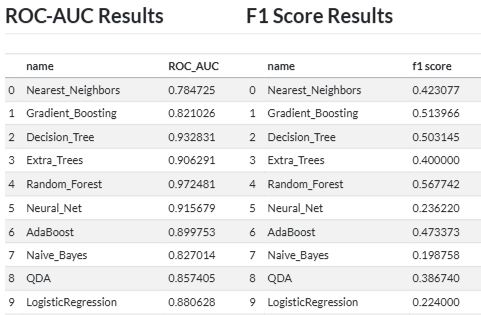 ROC-AUC Results
name ROC_AUC
0 Nearest_Neighbors 0.784725
1 Gradient_Boosting 0.821026
2 Decision_Tree 0.932831
3 Extra_Trees 0.906291
4 Random_Forest 0.972481
5 Neural_Net 0.915679
6 AdaBoost 0.899753
7 Naive_Bayes 0.827014
8 QDA 0.857405
9 LogisticRegression 0.880628
F1 Score Results
name f1 score
0 Nearest_Neighbors 0.423077
1 Gradient_Boosting 0.513966
2 Decision_Tree 0.503145
3 Extra_Trees 0.400000
4 Random_Forest 0.567742
5 Neural_Net 0.236220
6 AdaBoost 0.473373
7 Naive_Bayes 0.198758
8 QDA 0.386740
9 LogisticRegression 0.224000